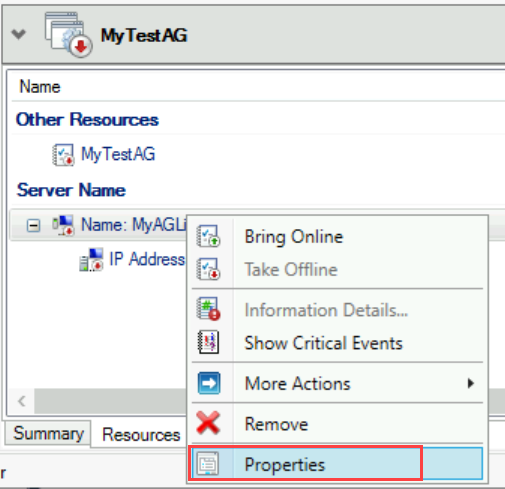 MyTestAG
Name
Other Resources
MyTestAG
Server Name
Name: MyAGLi
IP Address
Bring Online
Take Offline
Information Details...
Show Critical Events
More Actions
Remove
Properties
Summary
Resources
r